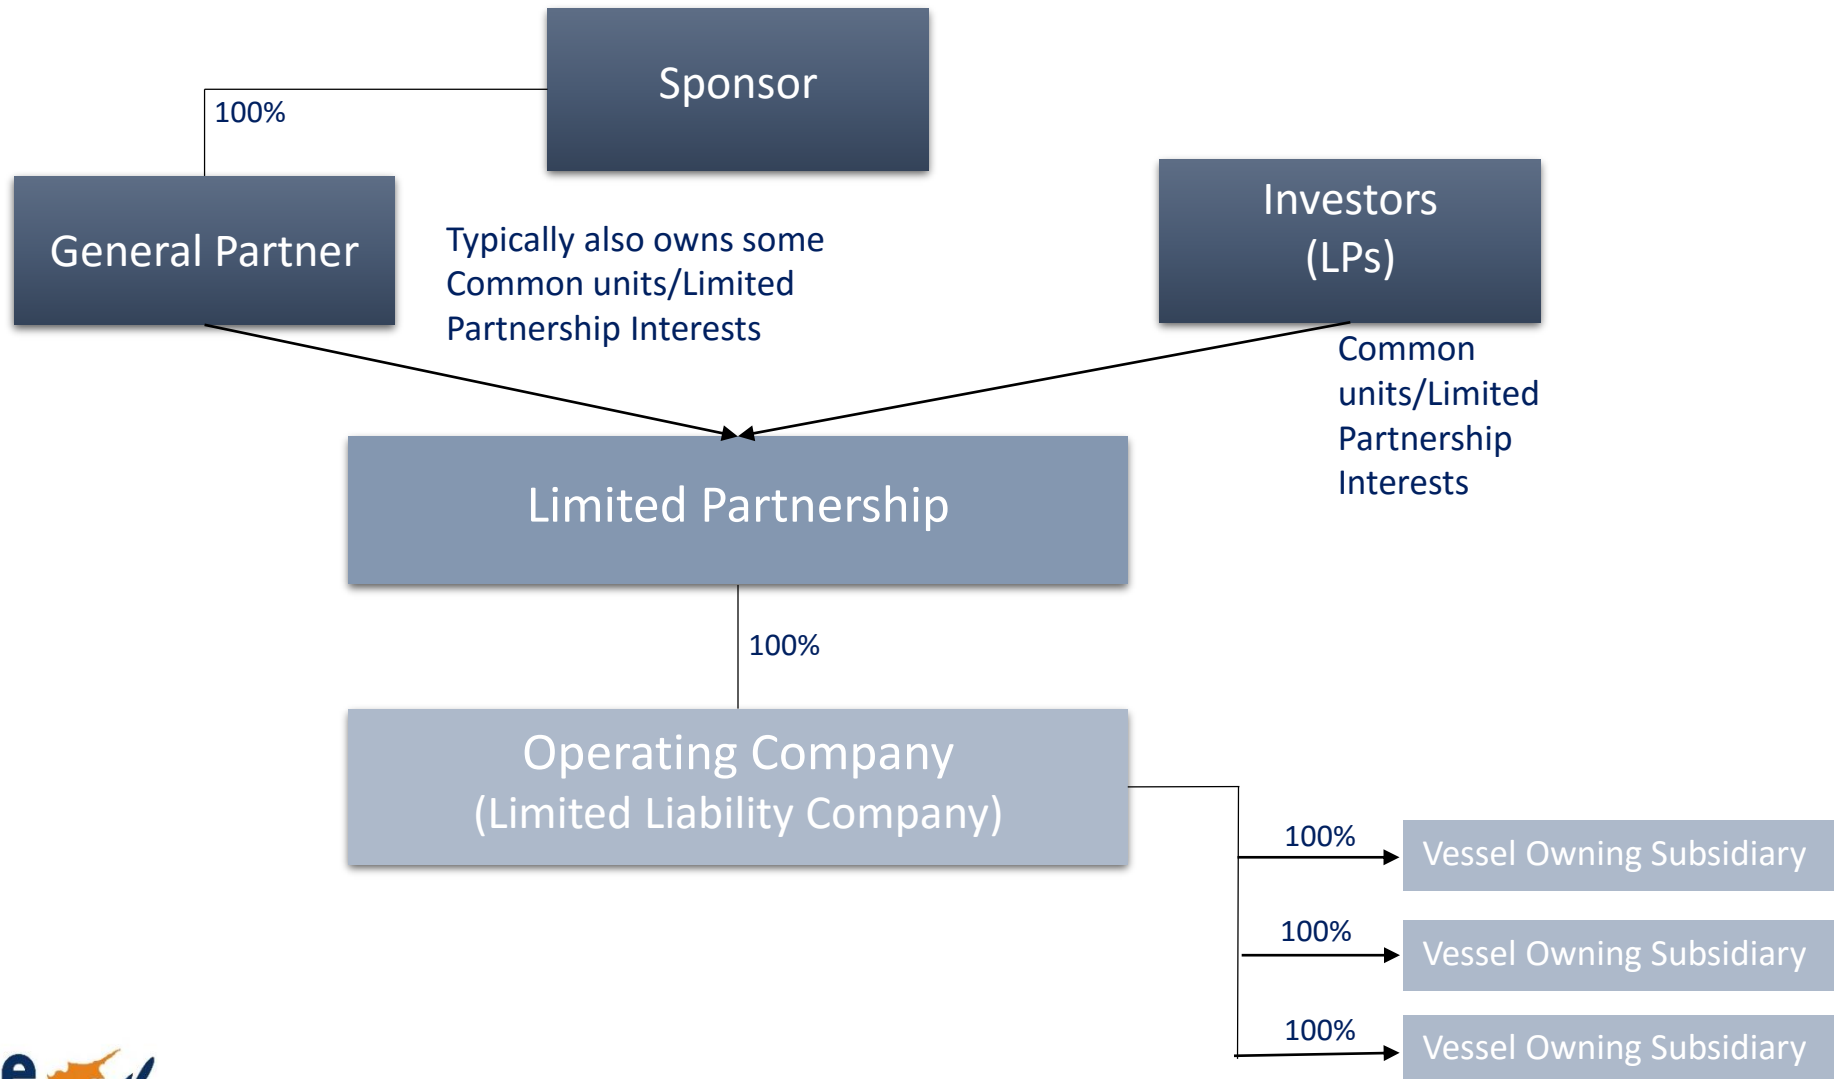 Sponsor
100%
General Partner
Typically also owns some
Common units/Limited
Partnership Interests
Investors
(LPs)
Common
units/Limited
Partnership
Interests
Limited Partnership
100%
Operating Company
(Limited Liability Company)
100%
Vessel Owning Subsidiary
100%
Vessel Owning Subsidiary
100%
Vessel Owning Subsidiary